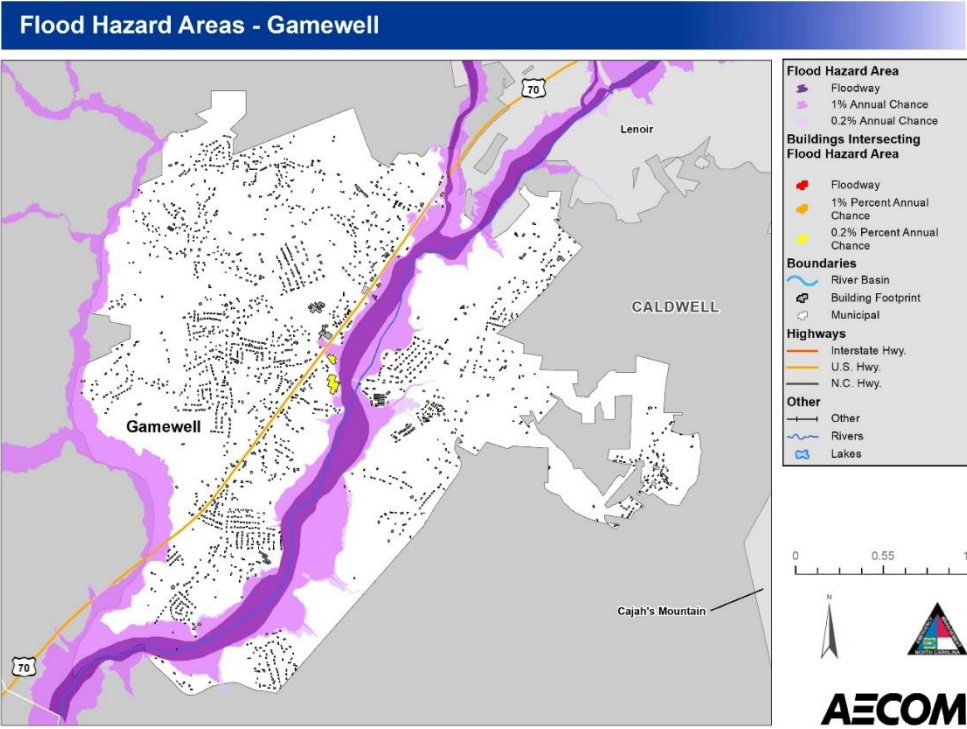 Flood Hazard Areas - Gamewell
70
Lenoir
CALDWELL
Gamewell
Cajah's Mountain
70
Flood Hazard Area
Floodway
1% Annual Chance
0.2% Annual Chance
Buildings Intersecting
Flood Hazard Area
Floodway
1% Percent Annual
Chance
0.2% Percent Annual
Chance
Boundaries
River Basin
Building Footprint
Municipal
Highways
Interstate Hwy.
U.S. Hwy.
N.C. Hwy.
Other
Other
Rivers
Lakes
0 0.55 1
N
NORTH CAROLINA
AECOM